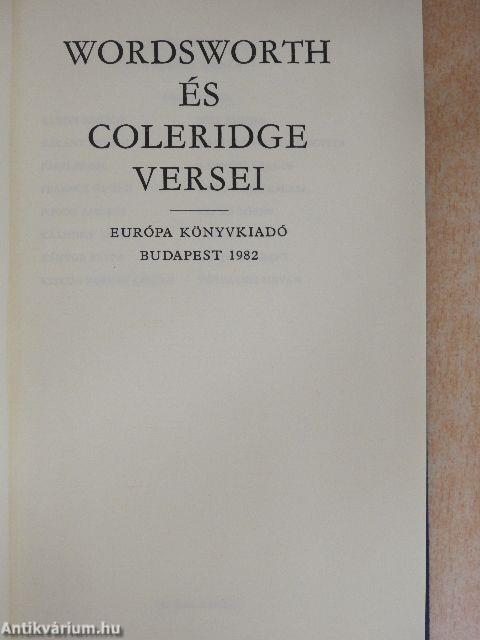 WORDSWORTH
ÉS
COLERIDGE
VERSEI
EURÓPA KÖNYVKIADÓ
BUDAPEST 1982
Antikvárium.hu